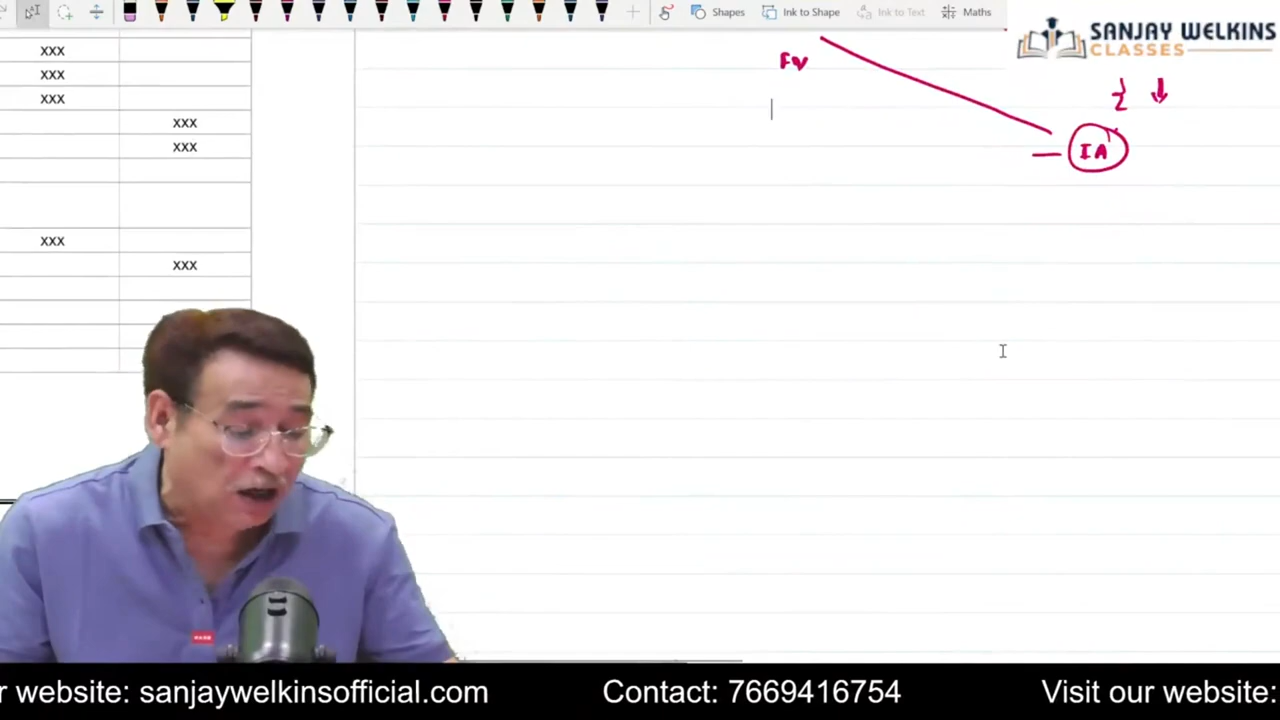 Shapes Ink to Shape Ink to Text Maths
SANJAY WELKINS
CLASSES
xxx
xxx
xxx
xxx
xxx
xxx
xxx
FV
IA
r website: sanjaywelkinsofficial.com Contact: 7669416754 Visit our website: